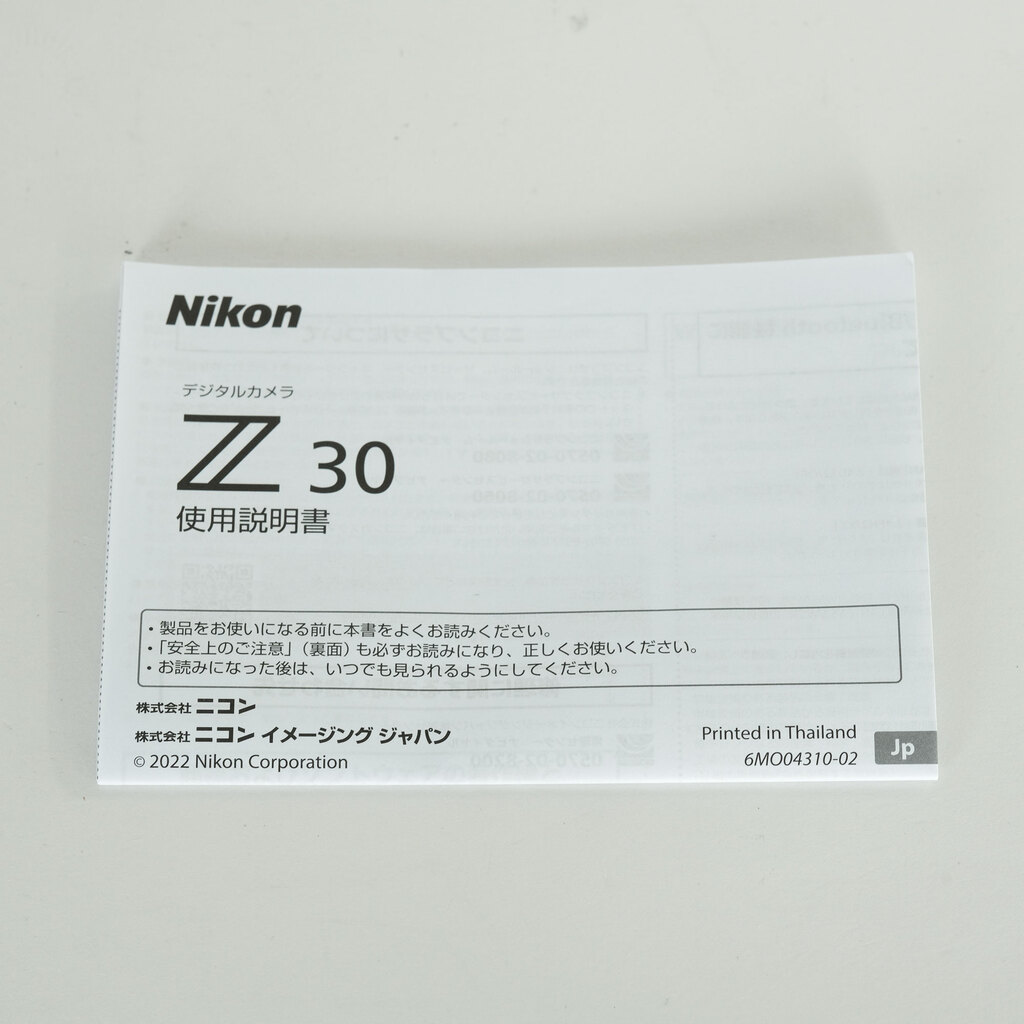 Nikon
デジタルカメラ
Z 30
使用説明書
・製品をお使いになる前に本書をよくお読みください。
・「安全上のご注意」（裏面）も必ずお読みになり、正しくお使いください。
・お読みになった後は、いつでも見られるようにしてください。
株式会社 ニコン
株式会社 ニコン イメージング ジャパン
© 2022 Nikon Corporation
Printed in Thailand
6MO04310-02
Jp